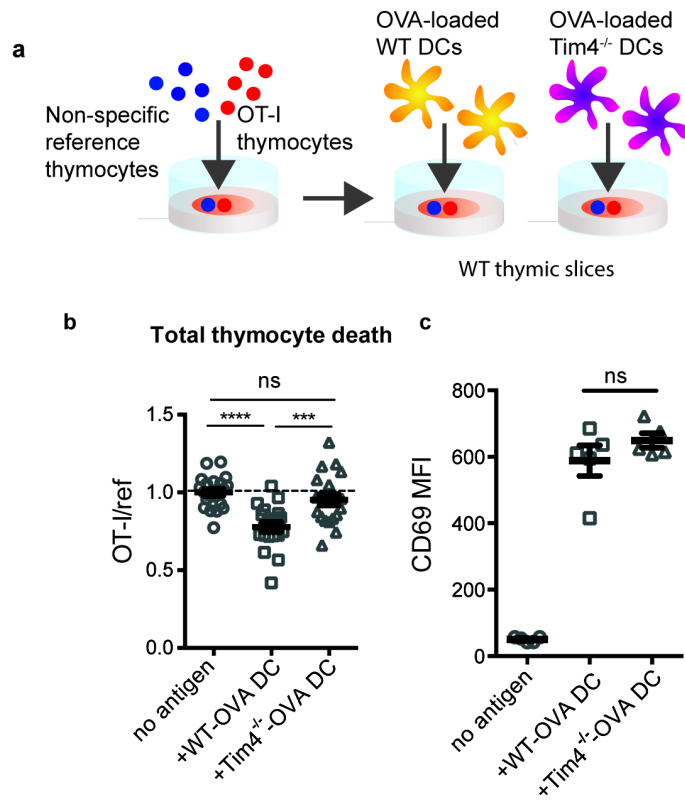 a
Non-specific
reference
thymocytes
OT-I
thymocytes
OVA-loaded
WT DCs
OVA-loaded
Tim4⁻/⁻ DCs
WT thymic slices
b
Total thymocyte death
ns
**** ***
OT-I/ref
1.5
1.0
0.5
0.0
no antigen
+WT-OVA DC
+Tim4⁻/⁻-OVA DC
c
ns
CD69 MFI
800
600
400
200
0
no antigen
+WT-OVA DC
+Tim4⁻/⁻-OVA DC